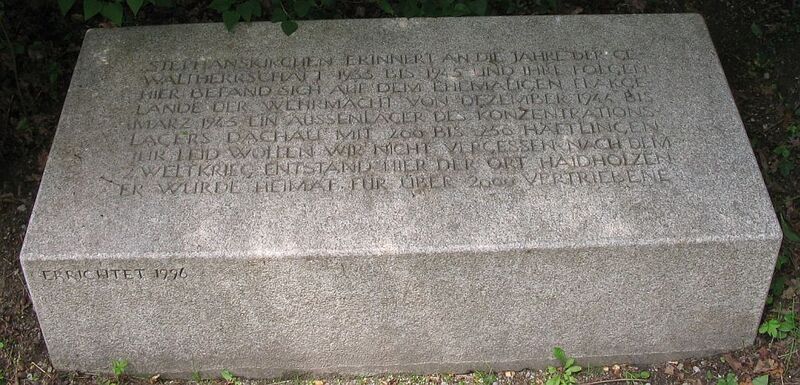 STEPHANSKIRCHEN ERINNERT AN DIE JAHRE DER GE
WALTHERRSCHAFT 1933 BIS 1945 UND IHRE FOLGEN
HIER BEFAND SICH AUF DEM EHEMALIGEN FLAKGE
LÄNDE DER WEHRMACHT VON DEZEMBER 1944 BIS
MÄRZ 1945 EIN AUSSENLAGER DES KONZENTRATIONS
LAGERS DACHAU MIT 200 BIS 250 HÄFTLINGEN
IHR LEID WOLLEN WIR NICHT VERGESSEN NACH DEM
2 WELTKRIEG ENTSTAND HIER DER ORT HAIDHOLZEN
ER WURDE HEIMAT FÜR ÜBER 2000 VERTRIEBENE
ERRICHTET 1996